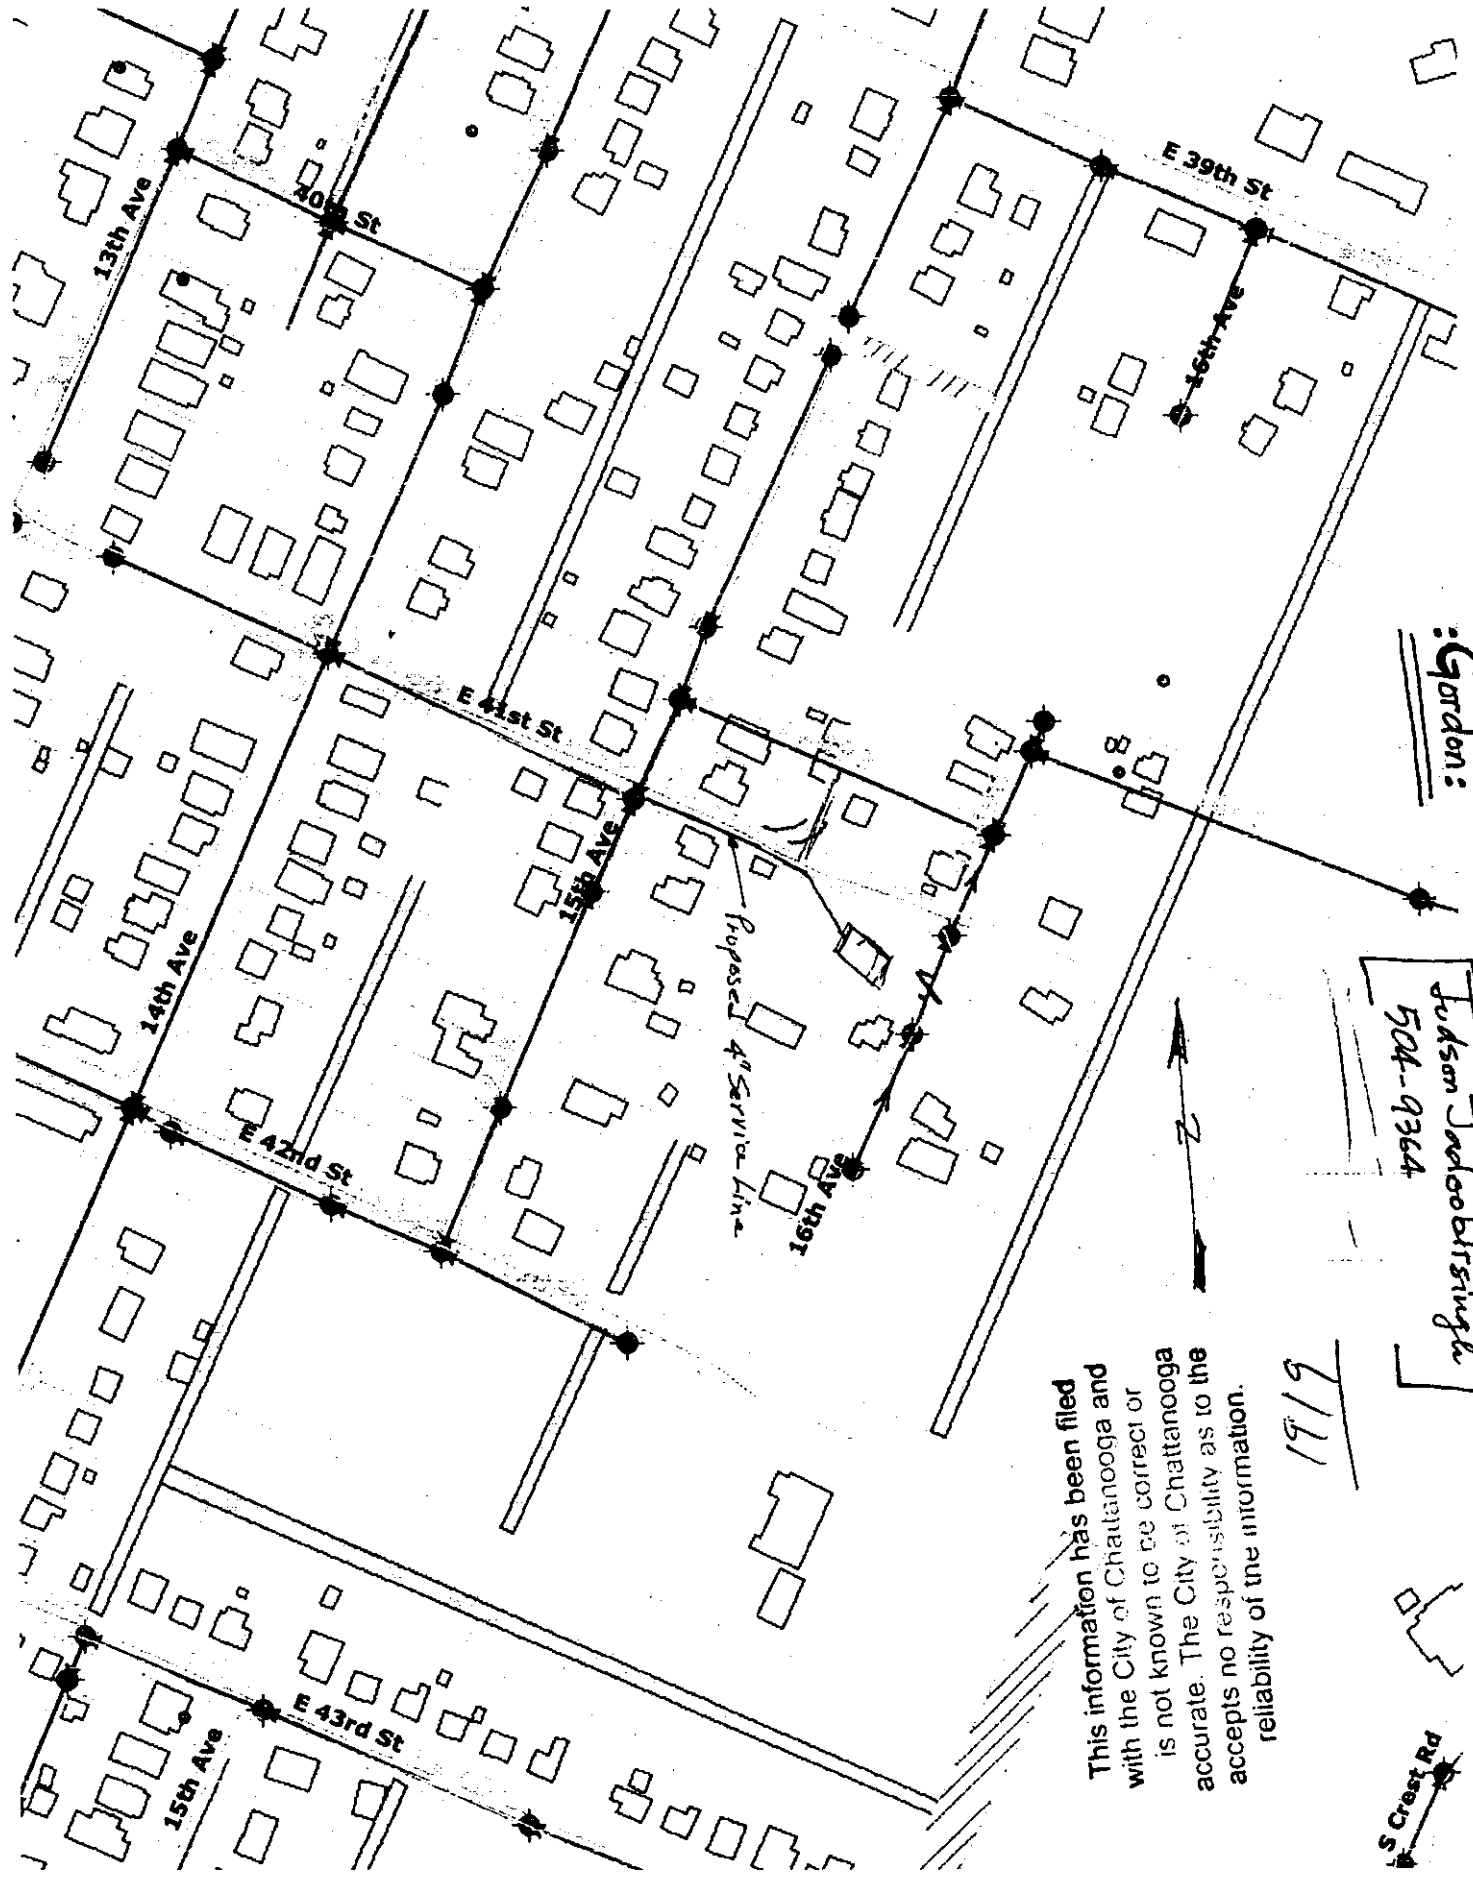 13th Ave
40th St
E 39th St
16th Ave
:Gordon:
E 41st St
15th Ave
14th Ave
Proposed 4" Service Line
Judson Jadoobirsingh
504-9364
N
E 42nd St
16th Ave
1919
This information has been filed
with the City of Chattanooga and
is not known to be correct or
accurate. The City of Chattanooga
accepts no responsibility as to the
reliability of the information.
E 43rd St
15th Ave
S Crest Rd